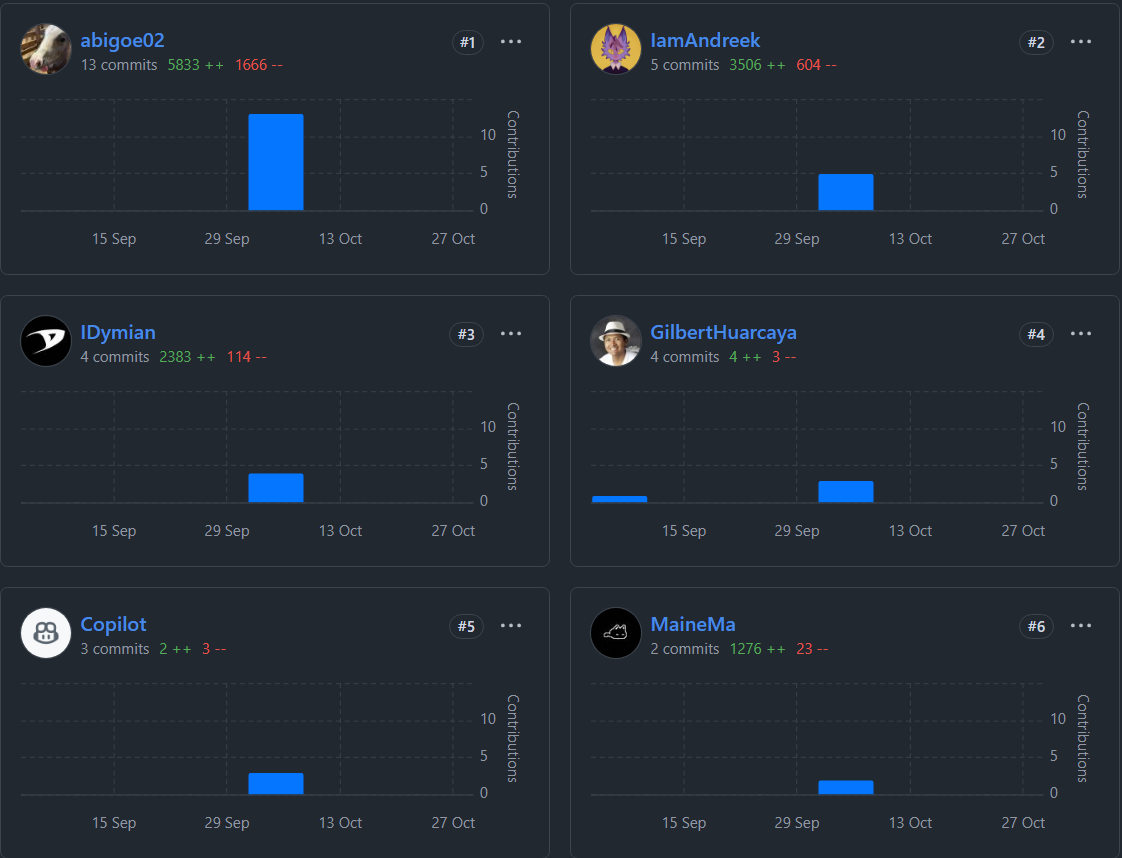 abigoe02 #1 ...
13 commits 5833 ++ 1666 --
Contributions
10
5
0
15 Sep 29 Sep 13 Oct 27 Oct
IamAndreek #2 ...
5 commits 3506 ++ 604 --
Contributions
10
5
0
15 Sep 29 Sep 13 Oct 27 Oct
IDymian #3 ...
4 commits 2383 ++ 114 --
Contributions
10
5
0
15 Sep 29 Sep 13 Oct 27 Oct
GilbertHuarcaya #4 ...
4 commits 4 ++ 3 --
Contributions
10
5
0
15 Sep 29 Sep 13 Oct 27 Oct
Copilot #5 ...
3 commits 2 ++ 3 --
Contributions
10
5
0
15 Sep 29 Sep 13 Oct 27 Oct
MaineMa #6 ...
2 commits 1276 ++ 23 --
Contributions
10
5
0
15 Sep 29 Sep 13 Oct 27 Oct